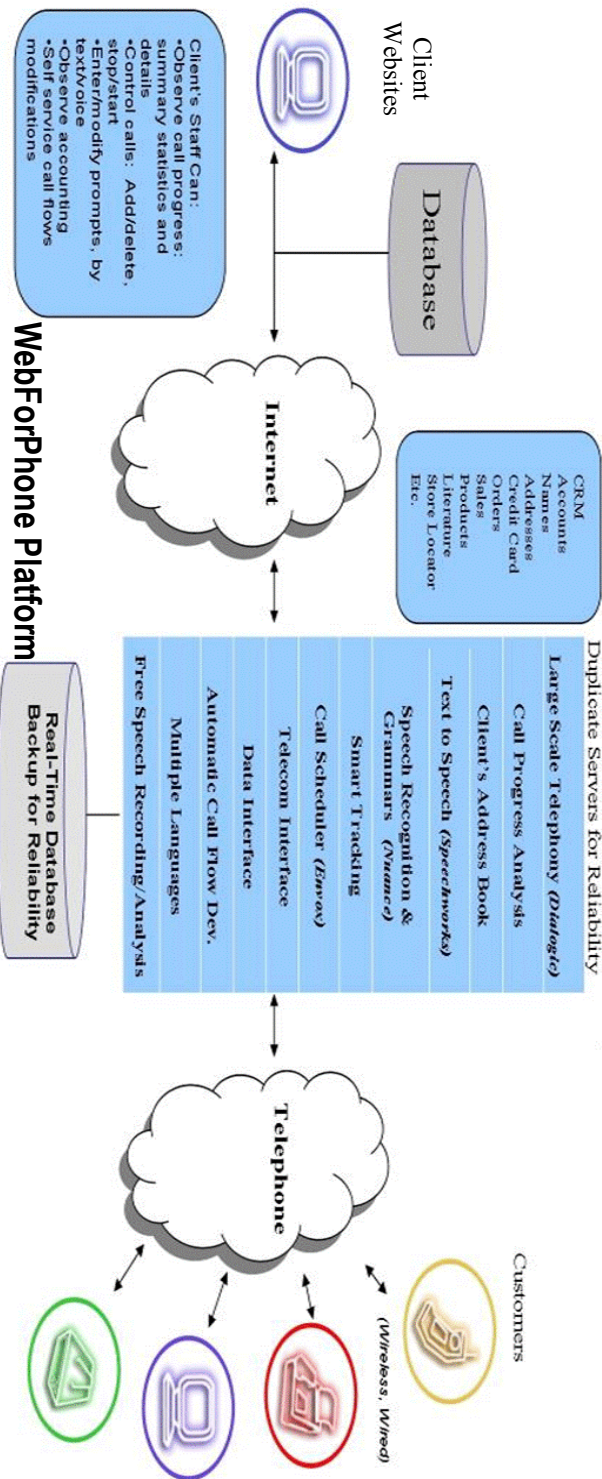 Client
Websites
Client's Staff Can:
•Observe call progress:
summary statistics and
details
•Control calls:  Add/delete,
stop/start
•Enter/modify prompts, by
text/voice
•Observe accounting
•Self service call flows
modifications
Database
Internet
CRM
Accounts
Names
Addresses
Credit Card
Orders
Sales
Products
Literature
Store Locator
Etc.
Duplicate Servers for Reliability
Large Scale Telephony (Dialogic)
Call Progress Analysis
Client's Address Book
Text to Speech (Speechworks)
Speech Recognition &
Grammars  (Nuance)
Smart Tracking
Call Scheduler (Envox)
Telecom Interface
Data Interface
Automatic Call Flow Dev.
Multiple Languages
Free Speech Recording/Analysis
Real-Time Database
Backup for Reliability
Telephone
Customers
(Wireless, Wired)
WebForPhone Platform